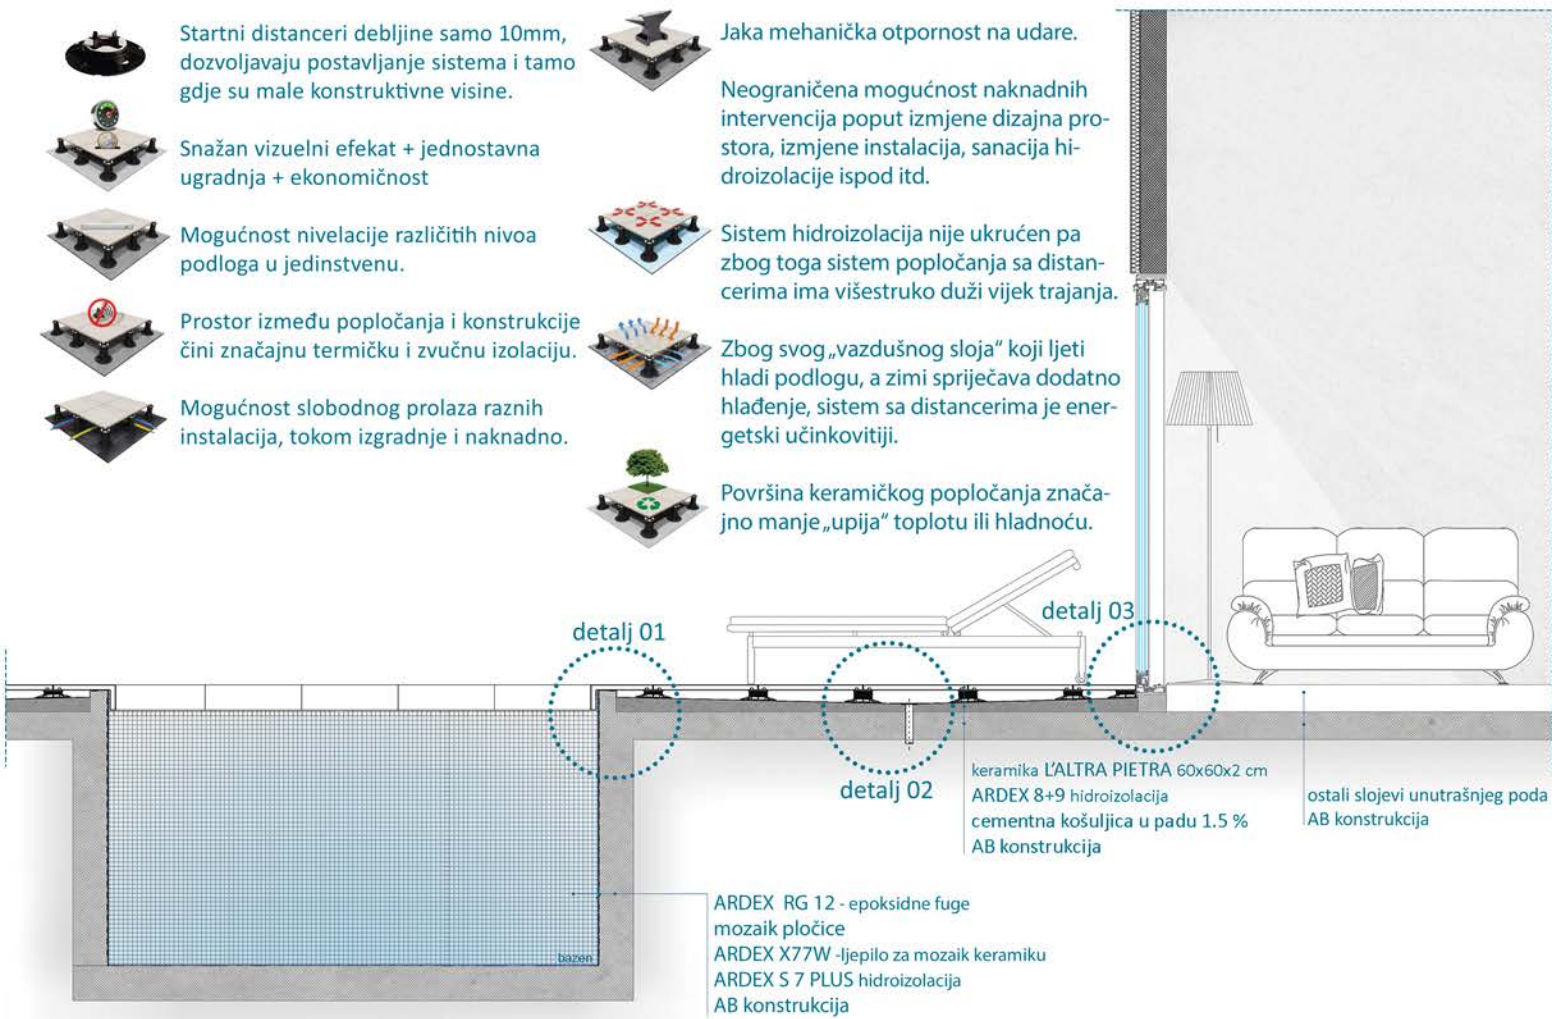 Startni distanceri debljine samo 10mm,
dozvoljavaju postavljanje sistema i tamo
gdje su male konstruktivne visine.
Snažan vizuelni efekat + jednostavna
ugradnja + ekonomičnost
Mogućnost nivelacije različitih nivoa
podloga u jedinstvenu.
Prostor između popločanja i konstrukcije
čini značajnu termičku i zvučnu izolaciju.
Mogućnost slobodnog prolaza raznih
instalacija, tokom izgradnje i naknadno.
Jaka mehanička otpornost na udare.
Neograničena mogućnost naknadnih
intervencija poput izmjene dizajna pro-
stora, izmjene instalacija, sanacija hi-
droizolacije ispod itd.
Sistem hidroizolacija nije ukrućen pa
zbog toga sistem popločanja sa distan-
cerima ima višestruko duži vijek trajanja.
Zbog svog „vazdušnog sloja“ koji ljeti
hladi podlogu, a zimi spriječava dodatno
hlađenje, sistem sa distancerima je ener-
getski učinkovitiji.
Površina keramičkog popločanja znača-
jno manje „upija“ toplotu ili hladnoću.
detalj 01
detalj 03
detalj 02
keramika L'ALTRA PIETRA 60x60x2 cm
ARDEX 8+9 hidroizolacija
cementna košuljica u padu 1.5 %
AB konstrukcija
ostali slojevi unutrašnjeg poda
AB konstrukcija
ARDEX RG 12 - epoksidne fuge
mozaik pločice
ARDEX X77W -ljepilo za mozaik keramiku
ARDEX S 7 PLUS hidroizolacija
AB konstrukcija
bazen